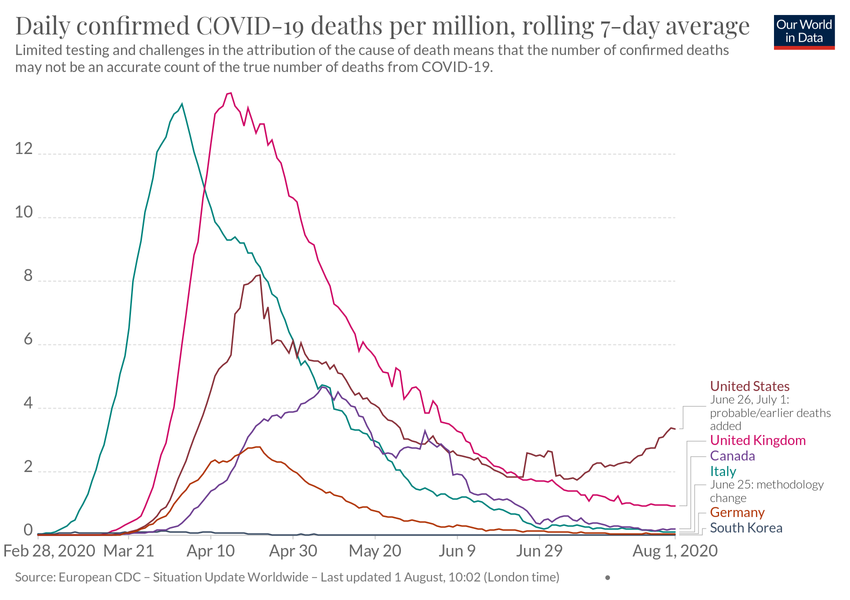 Daily confirmed COVID-19 deaths per million, rolling 7-day average
Our World
in Data
Limited testing and challenges in the attribution of the cause of death means that the number of confirmed deaths
may not be an accurate count of the true number of deaths from COVID-19.
12
10
8
6
4
2
0
United States
June 26, July 1:
probable/earlier deaths
added
United Kingdom
Canada
Italy
June 25: methodology
change
Germany
South Korea
Feb 28, 2020 Mar 21 Apr 10 Apr 30 May 20 Jun 9 Jun 29 Aug 1, 2020
Source: European CDC – Situation Update Worldwide – Last updated 1 August, 10:02 (London time) •